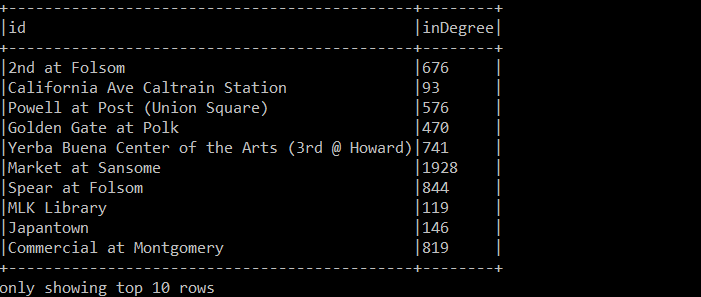 +---------------------------------------------+--------+
|id                                           |inDegree|
+---------------------------------------------+--------+
|2nd at Folsom                                |676     |
|California Ave Caltrain Station              |93      |
|Powell at Post (Union Square)                |576     |
|Golden Gate at Polk                          |470     |
|Yerba Buena Center of the Arts (3rd @ Howard)|741     |
|Market at Sansome                            |1928    |
|Spear at Folsom                              |844     |
|MLK Library                                  |119     |
|Japantown                                    |146     |
|Commercial at Montgomery                     |819     |
+---------------------------------------------+--------+
only showing top 10 rows